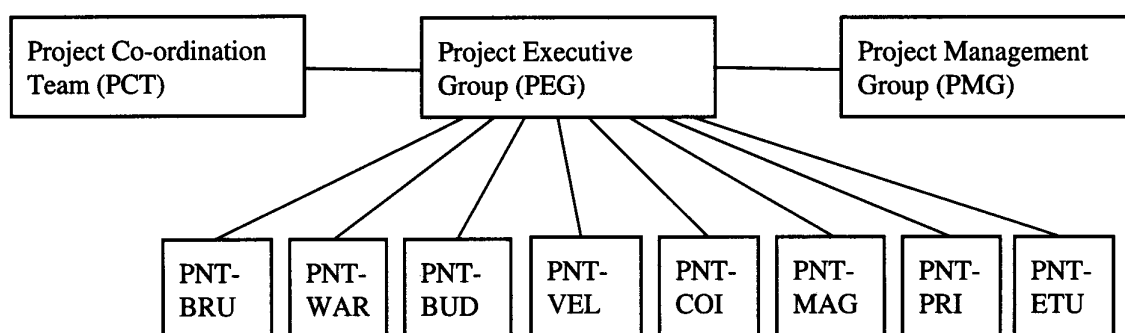 Project Co-ordination
Team (PCT)
Project Executive
Group (PEG)
Project Management
Group (PMG)
PNT-
BRU
PNT-
WAR
PNT-
BUD
PNT-
VEL
PNT-
COI
PNT-
MAG
PNT-
PRI
PNT-
ETU